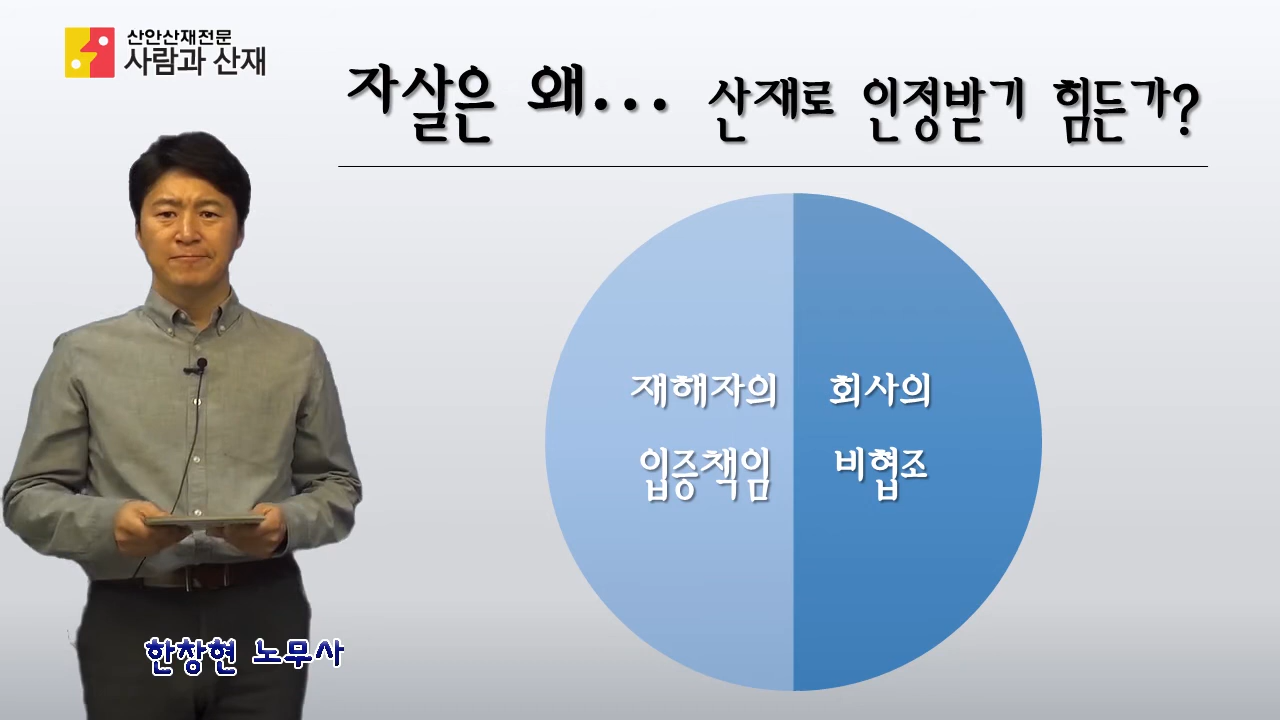 산안산재전문
사람과 산재
자살은 왜... 산재로 인정받기 힘든가?
재해자의
입증책임
회사의
비협조
한창현 노무사